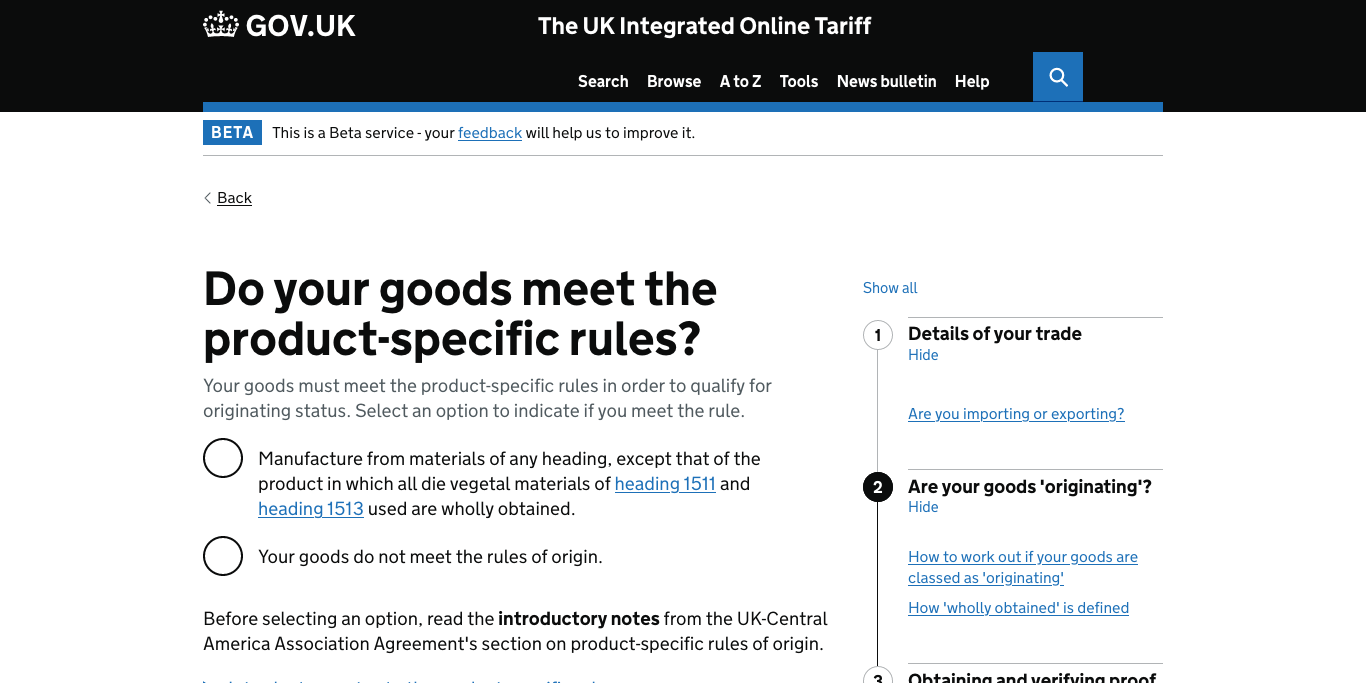 GOV.UK
The UK Integrated Online Tariff
Search Browse A to Z Tools News bulletin Help
BETA This is a Beta service - your feedback will help us to improve it.
Back
Do your goods meet the
product-specific rules?
Your goods must meet the product-specific rules in order to qualify for
originating status. Select an option to indicate if you meet the rule.
Manufacture from materials of any heading, except that of the
product in which all die vegetal materials of heading 1511 and
heading 1513 used are wholly obtained.
Your goods do not meet the rules of origin.
Before selecting an option, read the introductory notes from the UK-Central
America Association Agreement's section on product-specific rules of origin.
Show all
1 Details of your trade
Hide
Are you importing or exporting?
2 Are your goods 'originating'?
Hide
How to work out if your goods are
classed as 'originating'
How 'wholly obtained' is defined
3 Obtaining and verifying proof